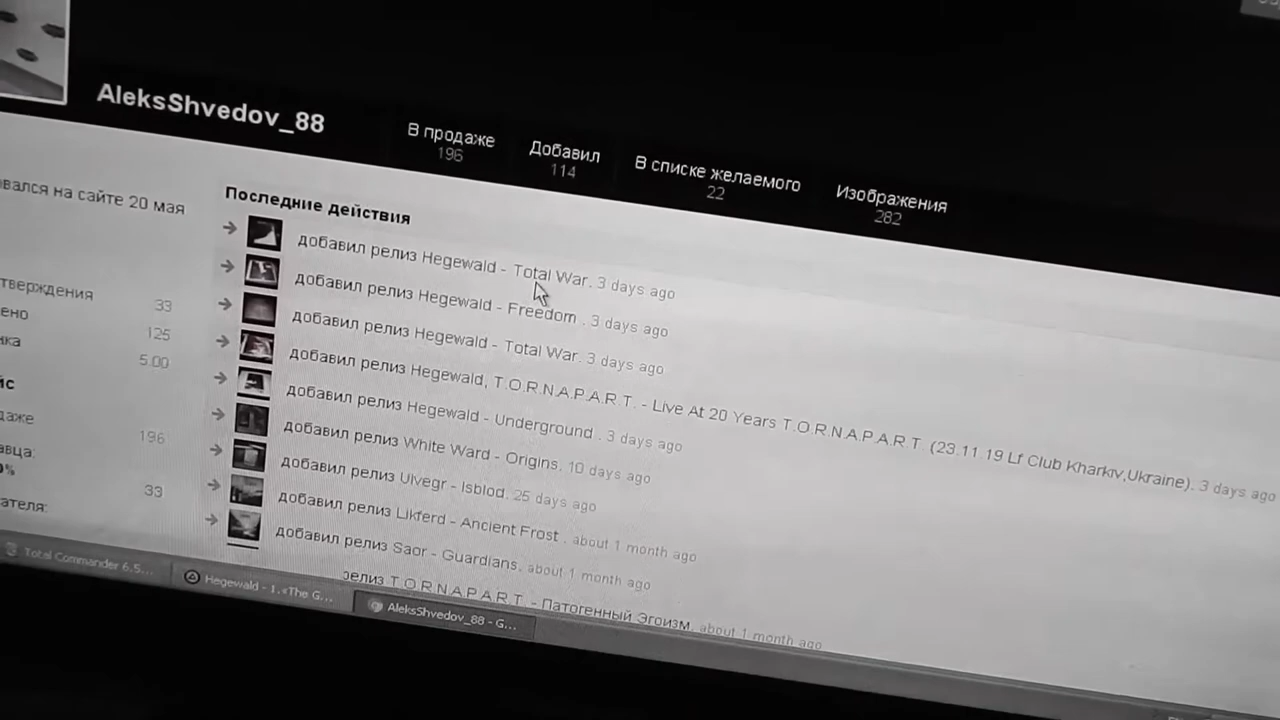 AleksShvedov_88
В продаже
196
Добавил
114
В списке желаемого
22
Изображения
282
овался на сайте 20 мая
Последние действия
добавил релиз Hegewald - Total War. 3 days ago
добавил релиз Hegewald - Freedom . 3 days ago
добавил релиз Hegewald - Total War. 3 days ago
добавил релиз Hegewald, T.O.R.N.A.P.A.R.T. - Live At 20 Years T.O.R.N.A.P.A.R.T (23.11.19 Lf Club Kharkiv,Ukraine). 3 days ago
добавил релиз Hegewald - Underground . 3 days ago
добавил релиз White Ward - Origins. 10 days ago
добавил релиз Ulvegr - Isblod. 25 days ago
добавил релиз Likferd - Ancient Frost . about 1 month ago
добавил релиз Saor - Guardians. about 1 month ago
релиз T.O.R.N.A.P.A.R.T. - Патогенный Эгоизм. about 1 month ago
тверждения 33
ено 125
нка 5.00
йс
даже 196
авца:
0%
33
ателя:
Total Commander 6.5...
Hegewald - 1.«The G...
AleksShvedov_88 - G...